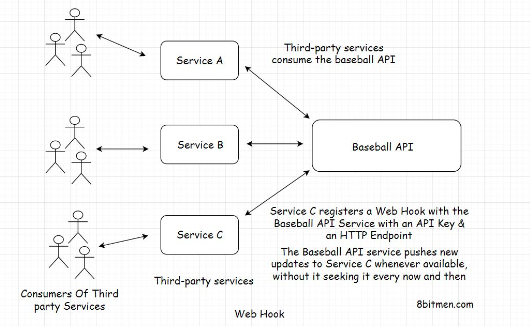 Third-party services
consume the baseball API
Service A
Service B
Baseball API
Service C
Service C registers a Web Hook with the
Baseball API Service with an API Key &
an HTTP Endpoint
The Baseball API service pushes new
updates to Service C whenever available,
without it seeking it every now and then
Third-party services
Consumers Of Third
party Services
8bitmen.com
Web Hook